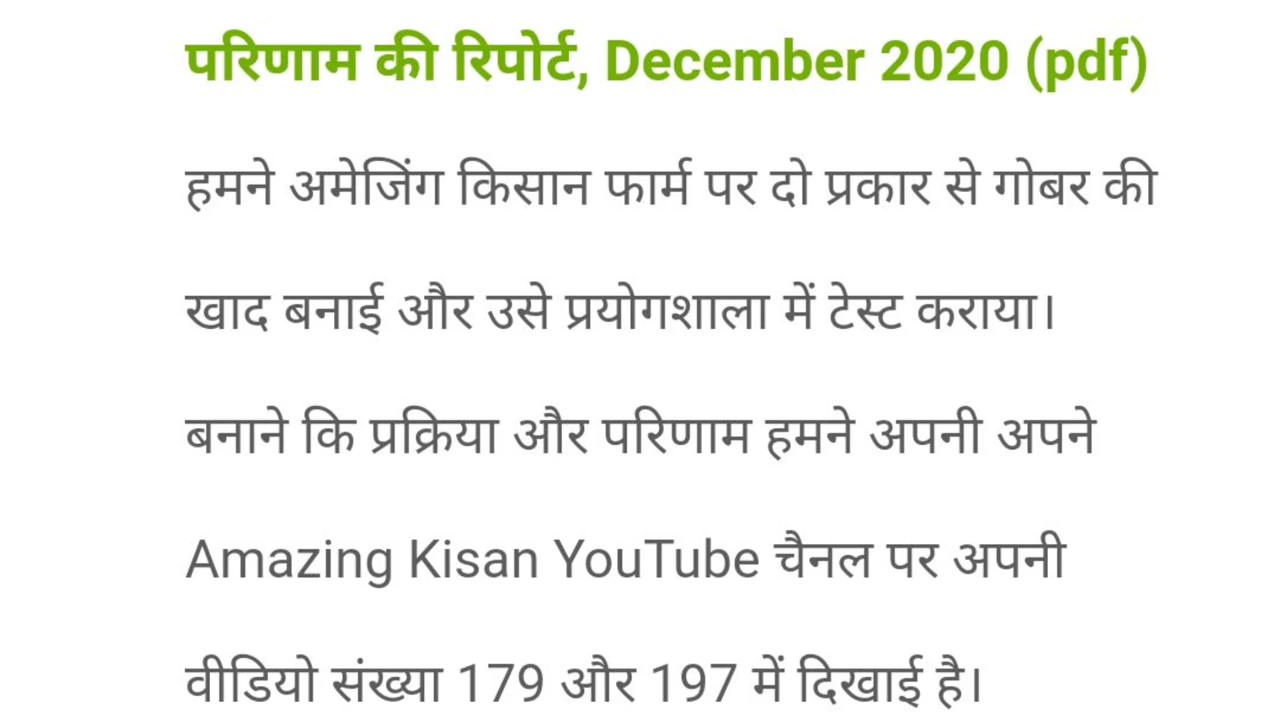 परिणाम की रिपोर्ट, December 2020 (pdf)
हमने अमेजिंग किसान फार्म पर दो प्रकार से गोबर की
खाद बनाई और उसे प्रयोगशाला में टेस्ट कराया।
बनाने कि प्रक्रिया और परिणाम हमने अपनी अपने
Amazing Kisan YouTube चैनल पर अपनी
वीडियो संख्या 179 और 197 में दिखाई है।